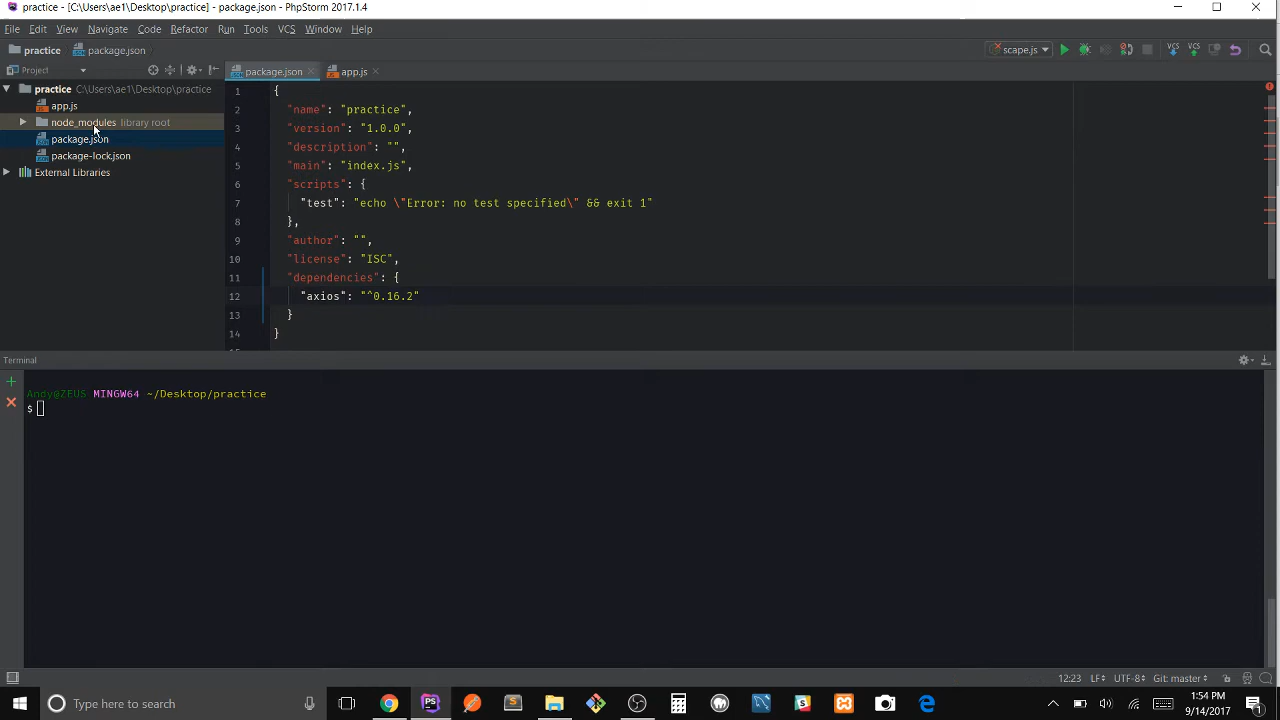 practice - [C:\Users\ae1\Desktop\practice] - package.json - PhpStorm 2017.1.4
File Edit View Navigate Code Refactor Run Tools VCS Window Help
practice package.json
scape.js
VCS VCS
Project
package.json app.js
practice C:\Users\ae1\Desktop\practice
app.js
node_modules library root
package.json
package-lock.json
External Libraries
1 {
2 "name": "practice",
3 "version": "1.0.0",
4 "description": "",
5 "main": "index.js",
6 "scripts": {
7 "test": "echo \"Error: no test specified\" && exit 1"
8 },
9 "author": "",
10 "license": "ISC",
11 "dependencies": {
12 "axios": "^0.16.2"
13 }
14 }
Terminal
Andy@ZEUS MINGW64 ~/Desktop/practice
$
12:23 LF÷ UTF-8÷ Git: master÷
Type here to search
PS
1:54 PM
9/14/2017